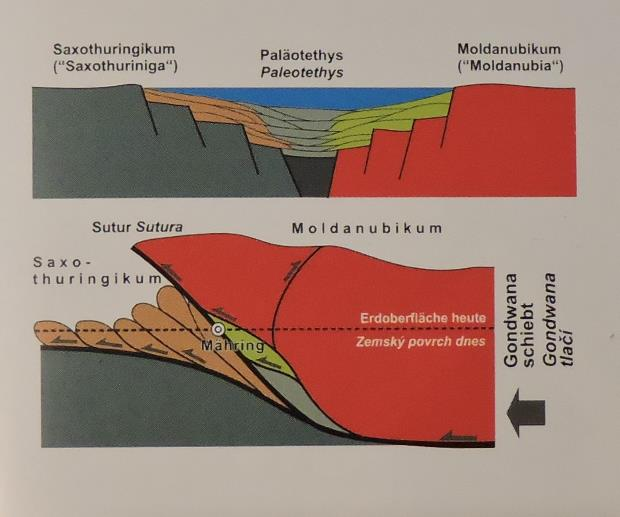 Saxothuringikum
("Saxothuriniga")
Paläotethys
Paleotethys
Moldanubikum
("Moldanubia")
Sutur Sutura
Moldanubikum
Saxo-
thuringikum
Erdoberfläche heute
Zemský povrch dnes
Mähring
Gondwana
schiebt
Gondwana
tlačí